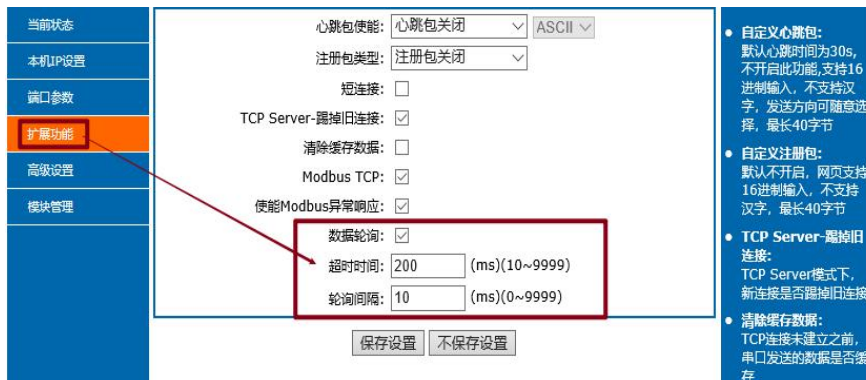 当前状态
本机IP设置
端口参数
扩展功能
高级设置
模块管理
心跳包使能: 心跳包关闭 ASCII
注册包类型: 注册包关闭
短连接:
TCP Server-踢掉旧连接:
清除缓存数据:
Modbus TCP:
使能Modbus异常响应:
数据轮询:
超时时间: 200 (ms)(10~9999)
轮询间隔: 10 (ms)(0~9999)
保存设置 不保存设置
自定义心跳包:
默认心跳时间为30s,
不开启此功能,支持16
进制输入，不支持汉
字，发送方向可随意选
择，最长40字节
自定义注册包:
默认不开启，网页支持
16进制输入，不支持
汉字，最长40字节
TCP Server-踢掉旧
连接:
TCP Server模式下，
新连接是否踢掉旧连接
清除缓存数据:
TCP连接未建立之前，
串口发送的数据是否缓
存